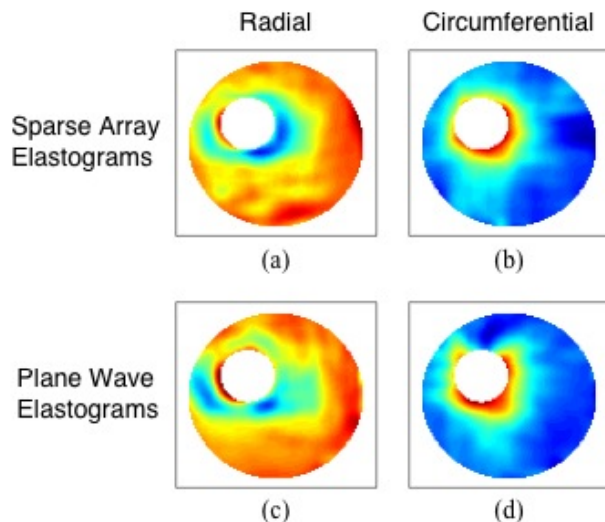 Radial
Circumferential
Sparse Array
Elastograms
(a)
(b)
Plane Wave
Elastograms
(c)
(d)